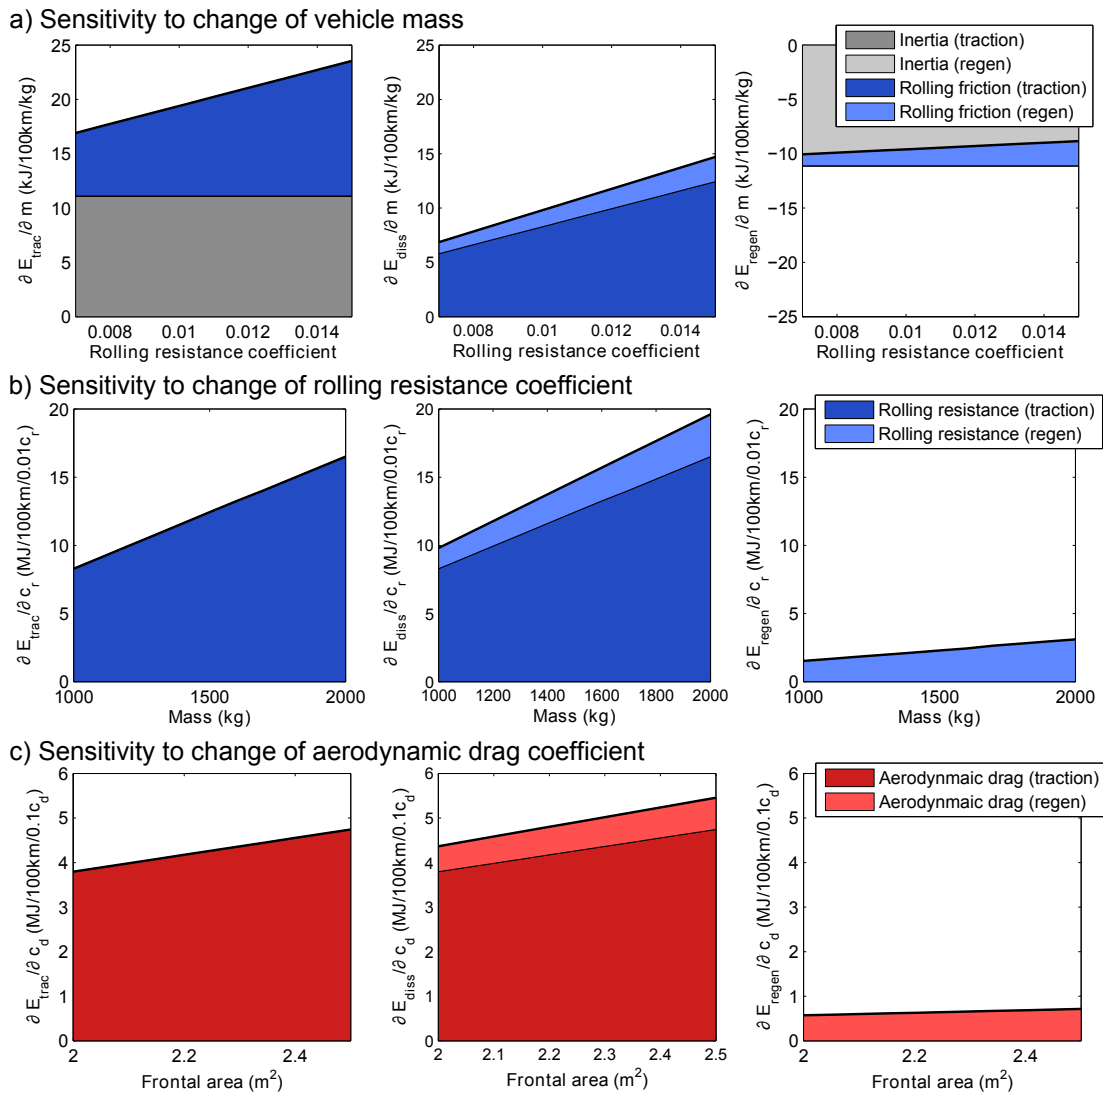 a) Sensitivity to change of vehicle mass
∂ E_trac/∂ m (kJ/100km/kg)
25
20
15
10
5
0
0.008 0.01 0.012 0.014
Rolling resistance coefficient
∂ E_diss/∂ m (kJ/100km/kg)
25
20
15
10
5
0
0.008 0.01 0.012 0.014
Rolling resistance coefficient
∂ E_regen/∂ m (kJ/100km/kg)
0
−5
−10
−15
−20
−25
0.008 0.01 0.012 0.014
Rolling resistance coefficient
Inertia (traction)
Inertia (regen)
Rolling friction (traction)
Rolling friction (regen)
b) Sensitivity to change of rolling resistance coefficient
∂ E_trac/∂ c_r (MJ/100km/0.01c_r)
20
15
10
5
0
1000 1500 2000
Mass (kg)
∂ E_diss/∂ c_r (MJ/100km/0.01c_r)
20
15
10
5
0
1000 1200 1400 1600 1800 2000
Mass (kg)
∂ E_regen/∂ c_r (MJ/100km/0.01c_r)
20
15
10
5
0
1000 1500 2000
Mass (kg)
Rolling resistance (traction)
Rolling resistance (regen)
c) Sensitivity to change of aerodynamic drag coefficient
∂ E_trac/∂ c_d (MJ/100km/0.1c_d)
6
5
4
3
2
1
0
2 2.2 2.4
Frontal area (m²)
∂ E_diss/∂ c_d (MJ/100km/0.1c_d)
6
5
4
3
2
1
0
2 2.1 2.2 2.3 2.4 2.5
Frontal area (m²)
∂ E_regen/∂ c_d (MJ/100km/0.1c_d)
6
5
4
3
2
1
0
2 2.2 2.4
Frontal area (m²)
Aerodynmaic drag (traction)
Aerodynmaic drag (regen)